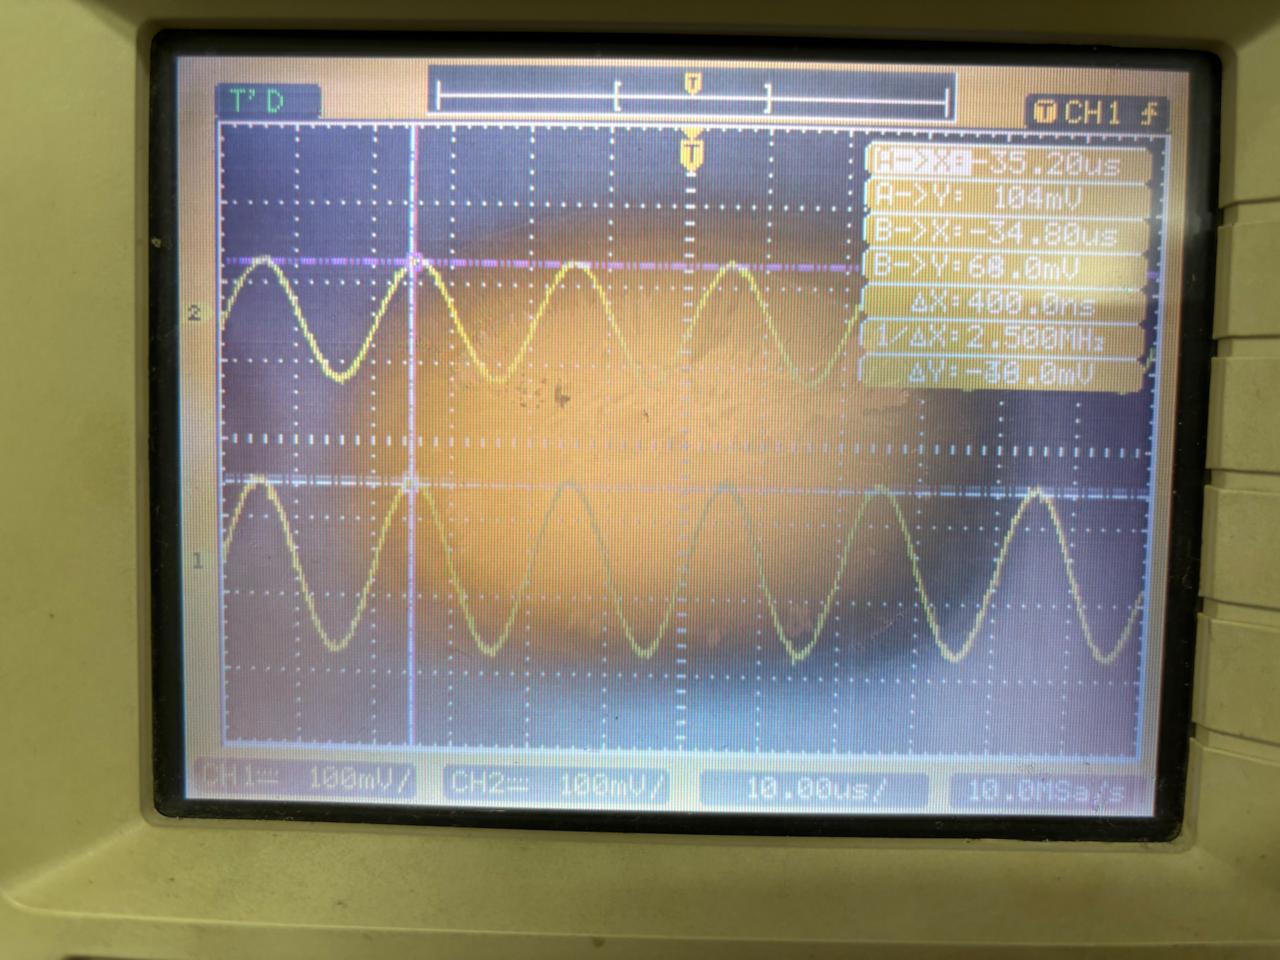 T'D
T
T CH1
T
A->X:-35.20us
A->Y: 104mV
B->X:-34.80us
B->Y:68.0mV
ΔX:400.0ns
1/ΔX:2.500MHz
ΔY:-36.0mV
2
1
CH1 100mV/
CH2 100mV/
10.00us/
10.0MSa/s